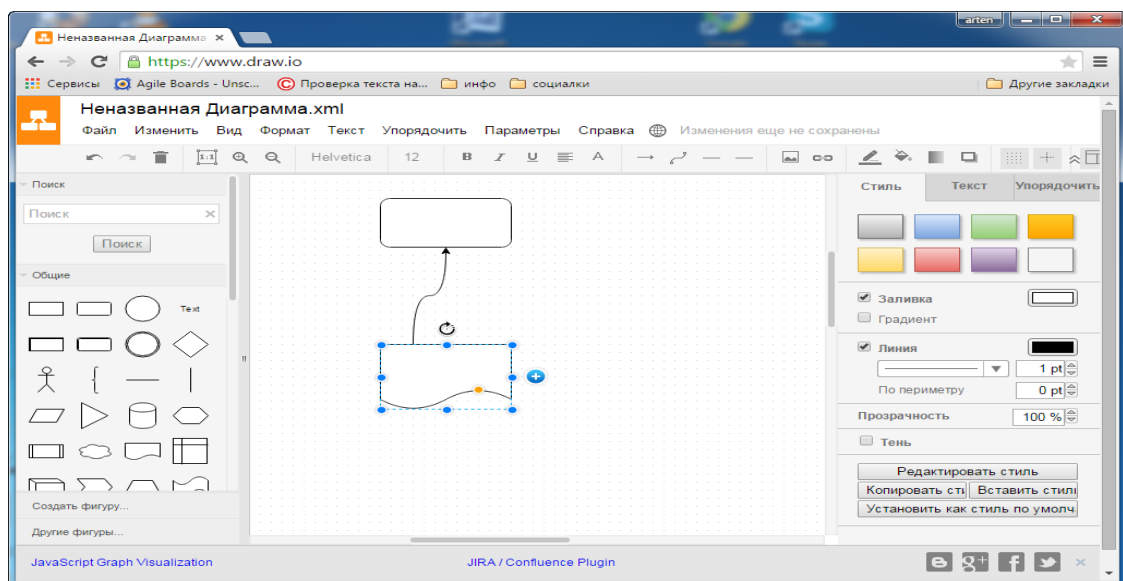 arten
Неназванная Диаграмма
https://www.draw.io
Сервисы Agile Boards - Unsc... Проверка текста на... инфо социалки Другие закладки
Неназванная Диаграмма.xml
Файл Изменить Вид Формат Текст Упорядочить Параметры Справка Изменения еще не сохранены
1:1 Helvetica 12 B I U A
Поиск
Поиск
Поиск
Общие
Text
Создать фигуру...
Другие фигуры...
Стиль Текст Упорядочить
Заливка
Градиент
Линия
1 pt
По периметру 0 pt
Прозрачность 100 %
Тень
Редактировать стиль
Копировать сти Вставить стил
Установить как стиль по умолч
JavaScript Graph Visualization JIRA / Confluence Plugin